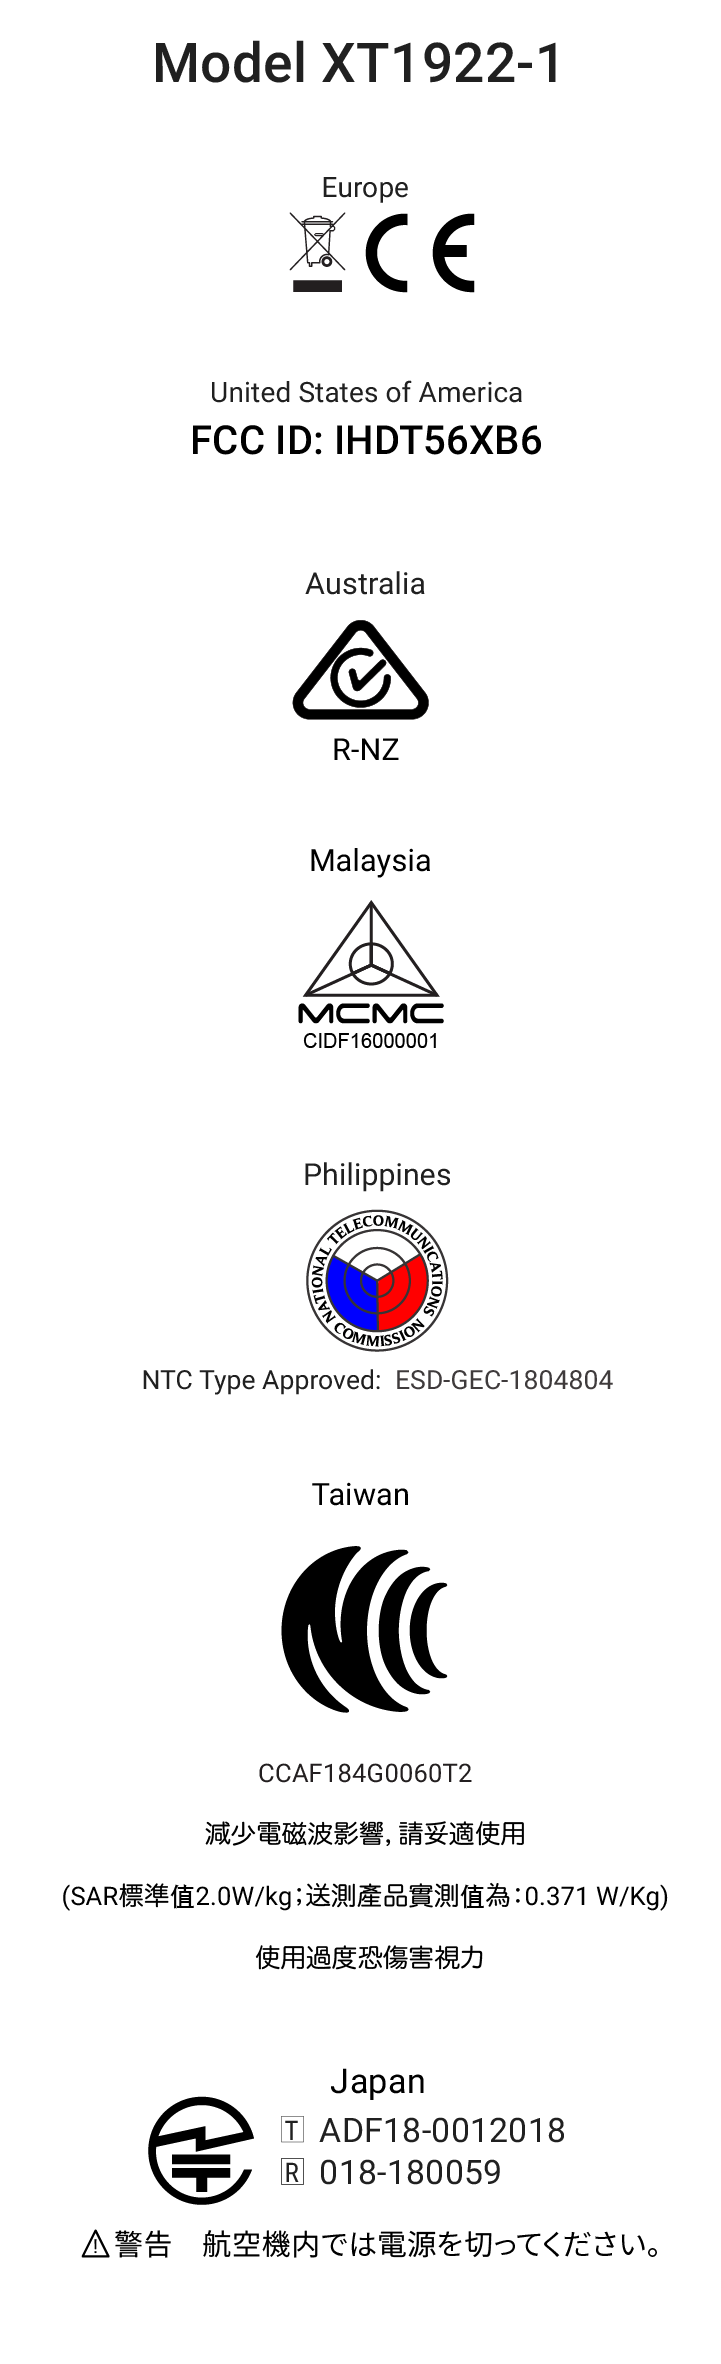 Model XT1922-1
Europe
CE
United States of America
FCC ID: IHDT56XB6
Australia
R-NZ
Malaysia
MCMC
CIDF16000001
Philippines
NATIONAL TELECOMMUNICATIONS COMMISSION
NTC Type Approved: ESD-GEC-1804804
Taiwan
CCAF184G0060T2
減少電磁波影響，請妥適使用
(SAR標準值2.0W/kg；送測產品實測值為：0.371 W/Kg)
使用過度恐傷害視力
Japan
T ADF18-0012018
R 018-180059
⚠警告　航空機内では電源を切ってください。